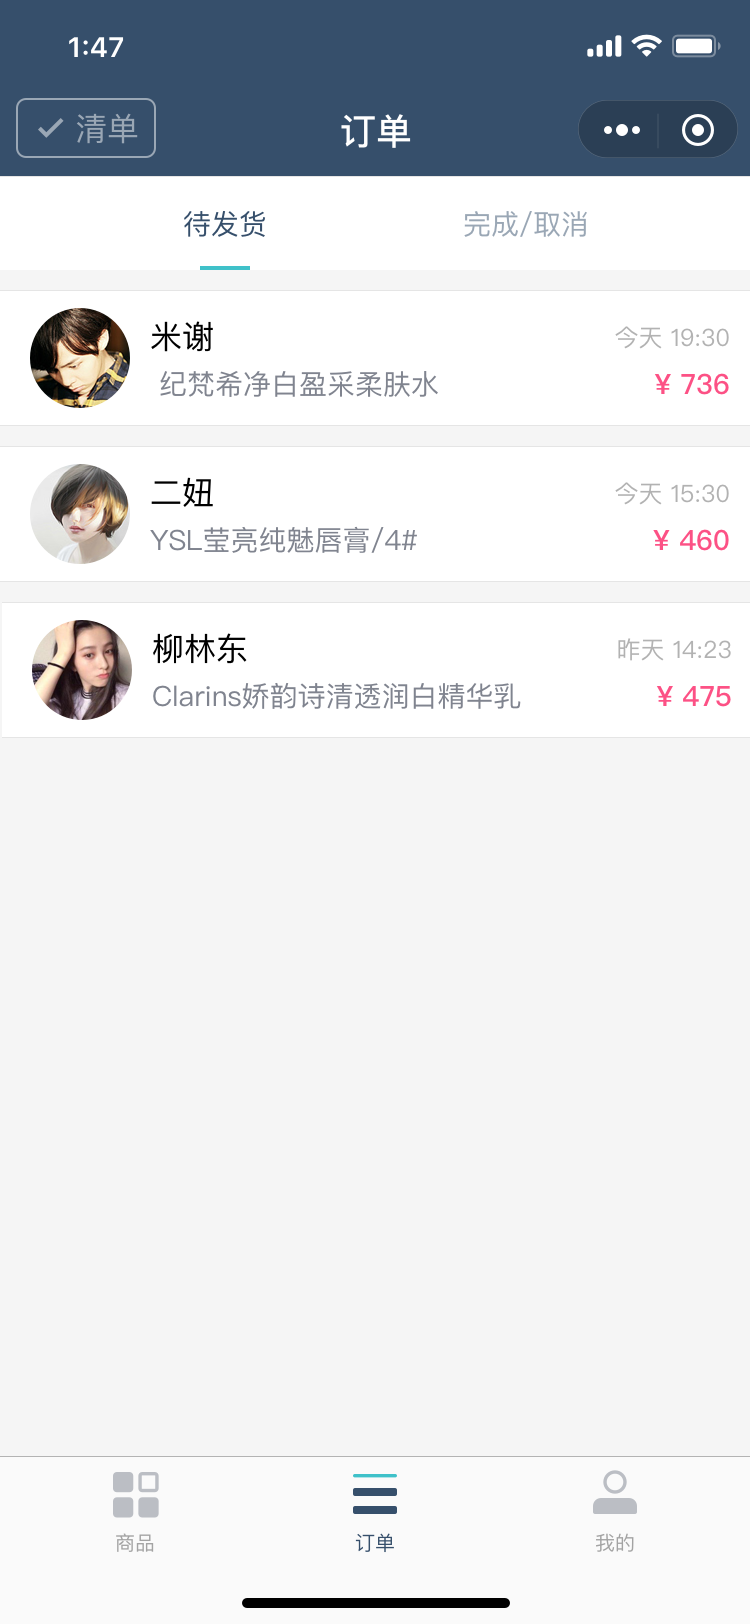 1:47
清单
订单
待发货
完成/取消
米谢
今天 19:30
纪梵希净白盈采柔肤水
¥ 736
二妞
今天 15:30
YSL莹亮纯魅唇膏/4#
¥ 460
柳林东
昨天 14:23
Clarins娇韵诗清透润白精华乳
¥ 475
商品
订单
我的